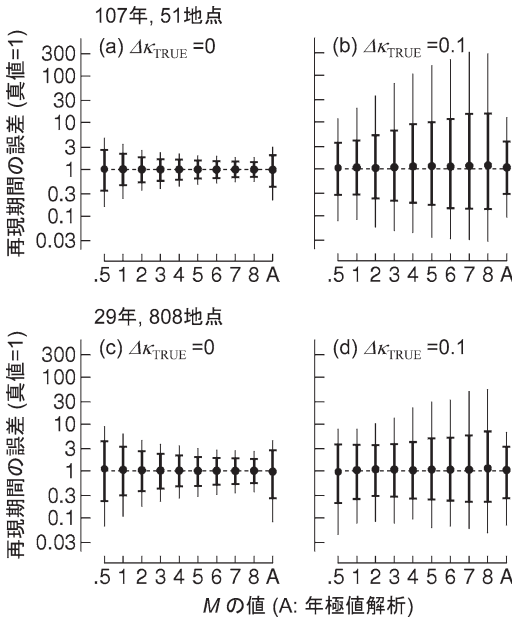 107年, 51地点
(a) ΔκTRUE =0
(b) ΔκTRUE =0.1
再現期間の誤差 (真値=1)
300
100
30
10
3
1
0.3
0.1
0.03
.5 1 2 3 4 5 6 7 8 A
.5 1 2 3 4 5 6 7 8 A
29年, 808地点
(c) ΔκTRUE =0
(d) ΔκTRUE =0.1
再現期間の誤差 (真値=1)
300
100
30
10
3
1
0.3
0.1
0.03
.5 1 2 3 4 5 6 7 8 A
.5 1 2 3 4 5 6 7 8 A
M の値 (A: 年極値解析)